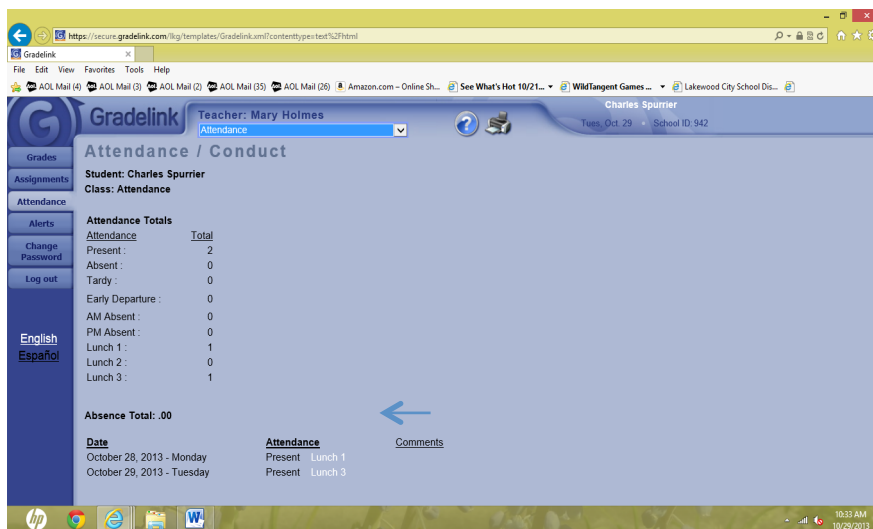 https://secure.gradelink.com/lkg/templates/Gradelink.xml?contenttype=text%2Fhtml
Gradelink
File Edit View Favorites Tools Help
AOL Mail (4) AOL Mail (3) AOL Mail (2) AOL Mail (35) AOL Mail (26) Amazon.com – Online Sh... See What's Hot 10/21... WildTangent Games ... Lakewood City School Dis...
Gradelink
Teacher: Mary Holmes
Attendance
Charles Spurrier
Tues, Oct. 29 School ID: 942
Grades
Assignments
Attendance
Alerts
Change
Password
Log out
English
Español
Attendance / Conduct
Student: Charles Spurrier
Class: Attendance
Attendance Totals
Attendance Total
Present : 2
Absent : 0
Tardy : 0
Early Departure : 0
AM Absent : 0
PM Absent : 0
Lunch 1 : 1
Lunch 2 : 0
Lunch 3 : 1
Absence Total: .00
Date Attendance Comments
October 28, 2013 - Monday Present Lunch 1
October 29, 2013 - Tuesday Present Lunch 3
hp
10:33 AM
10/29/2013